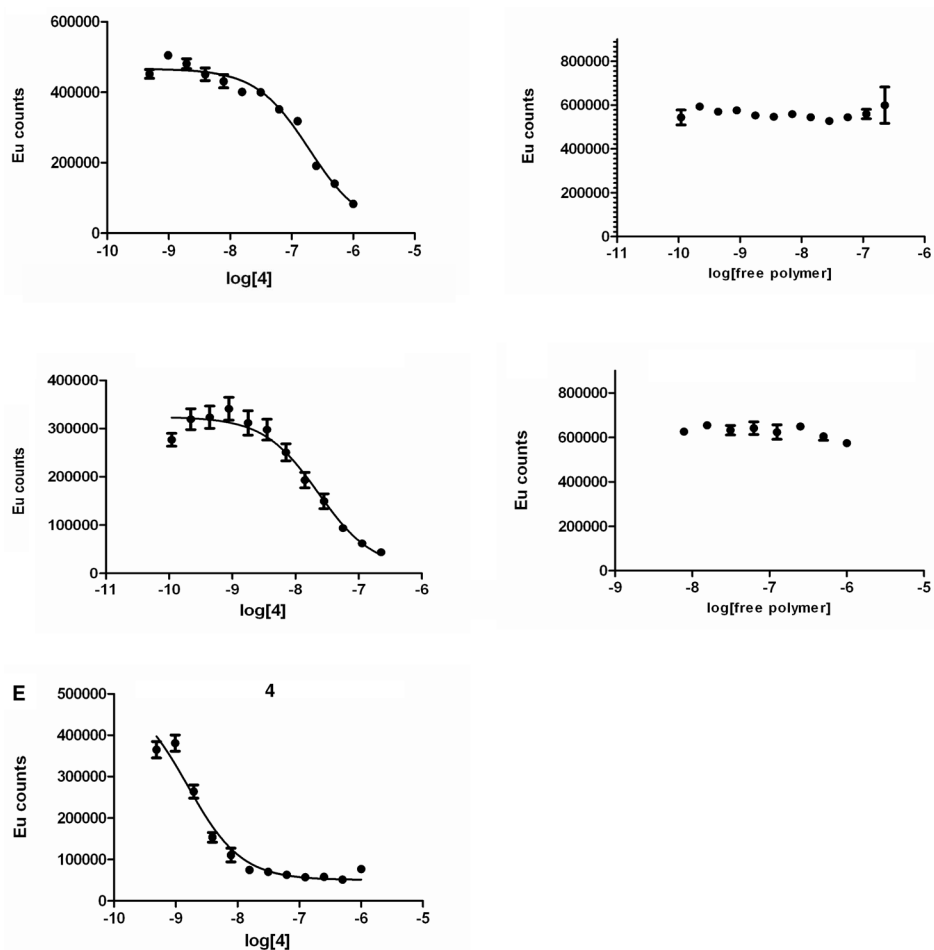 600000
400000
200000
0
Eu counts
-10 -9 -8 -7 -6 -5
log[4]
800000
600000
400000
200000
0
Eu counts
-11 -10 -9 -8 -7 -6
log[free polymer]
400000
300000
200000
100000
0
Eu counts
-11 -10 -9 -8 -7 -6
log[4]
800000
600000
400000
200000
0
Eu counts
-9 -8 -7 -6 -5
log[free polymer]
E
4
500000
400000
300000
200000
100000
0
Eu counts
-10 -9 -8 -7 -6 -5
log[4]